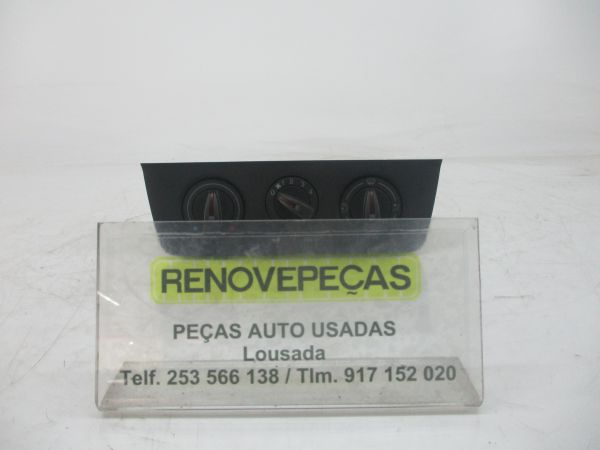 RENOVEPEÇAS
PEÇAS AUTO USADAS
Lousada
Telf. 253 566 138 / Tlm. 917 152 020